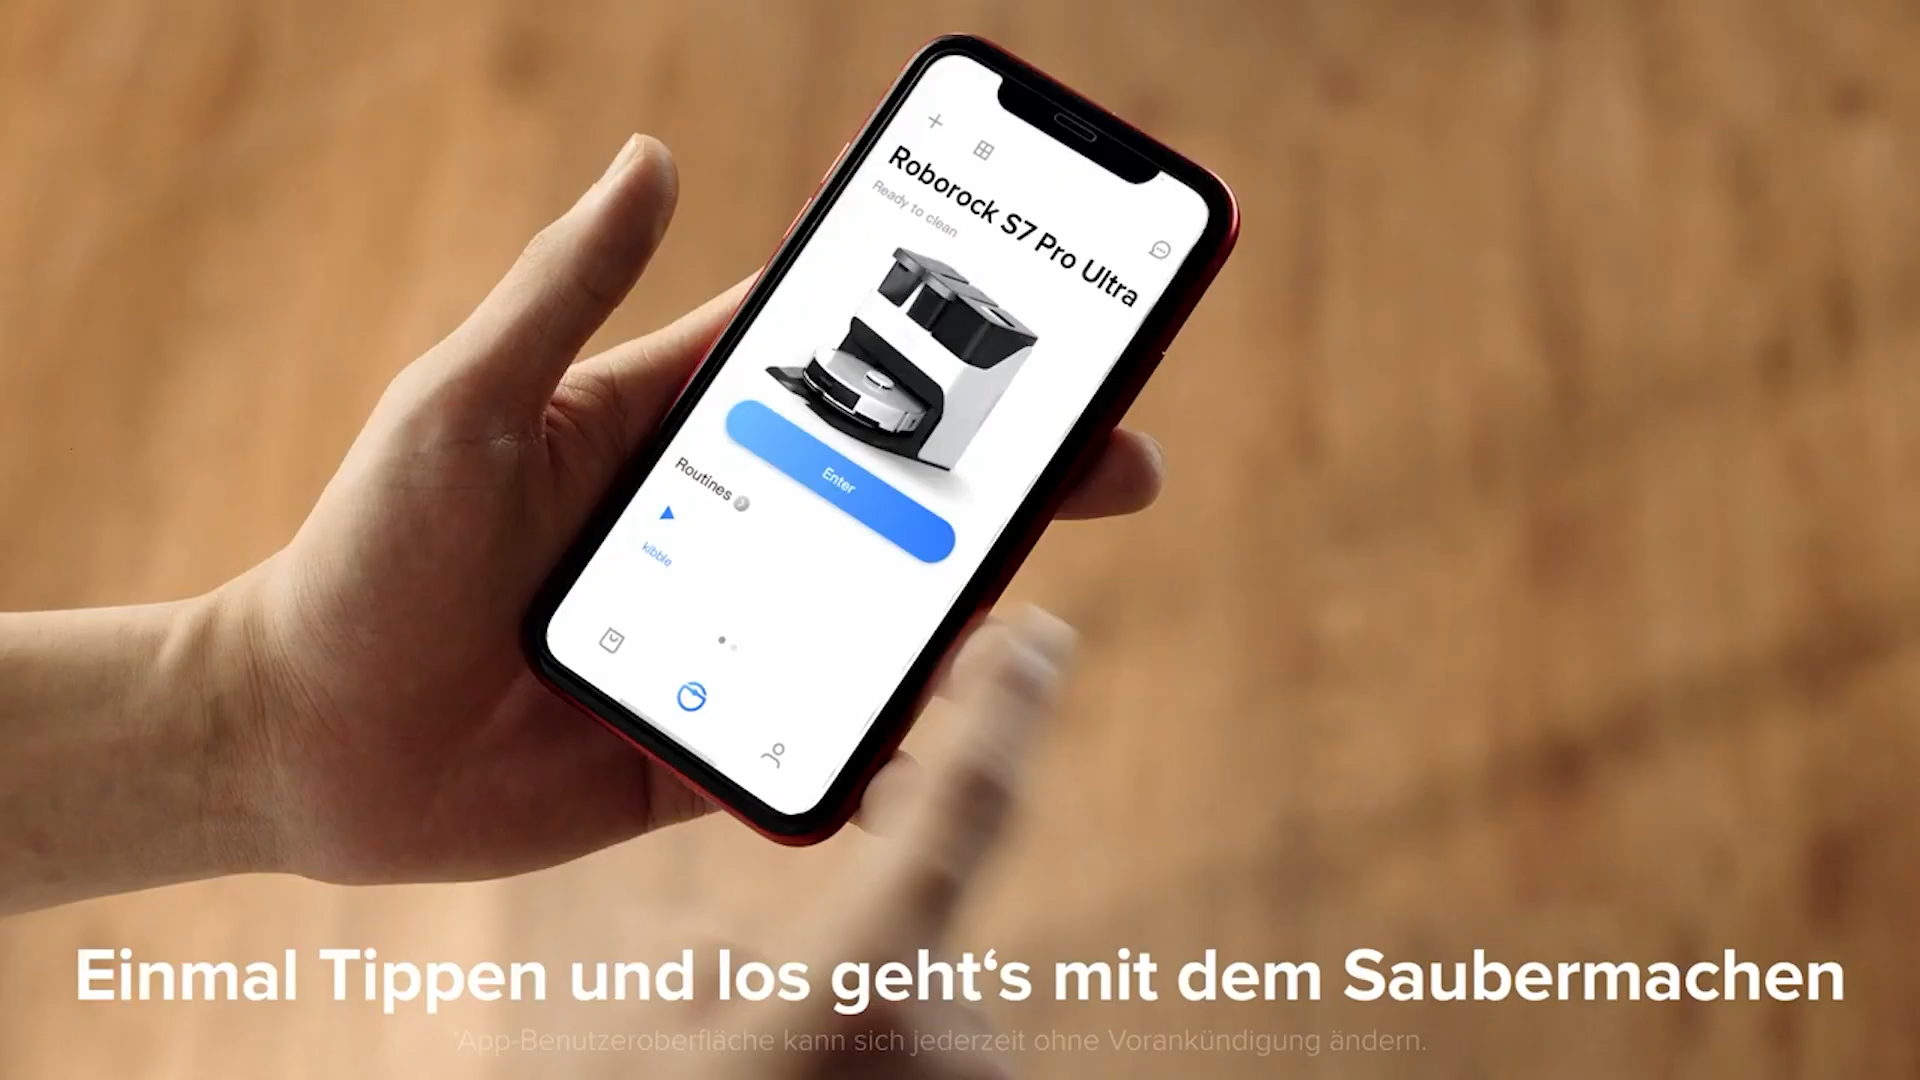 Roborock S7 Pro Ultra
Ready to clean
Enter
Routines
kibble
Einmal Tippen und los geht‘s mit dem Saubermachen
*App-Benutzeroberfläche kann sich jederzeit ohne Vorankündigung ändern.